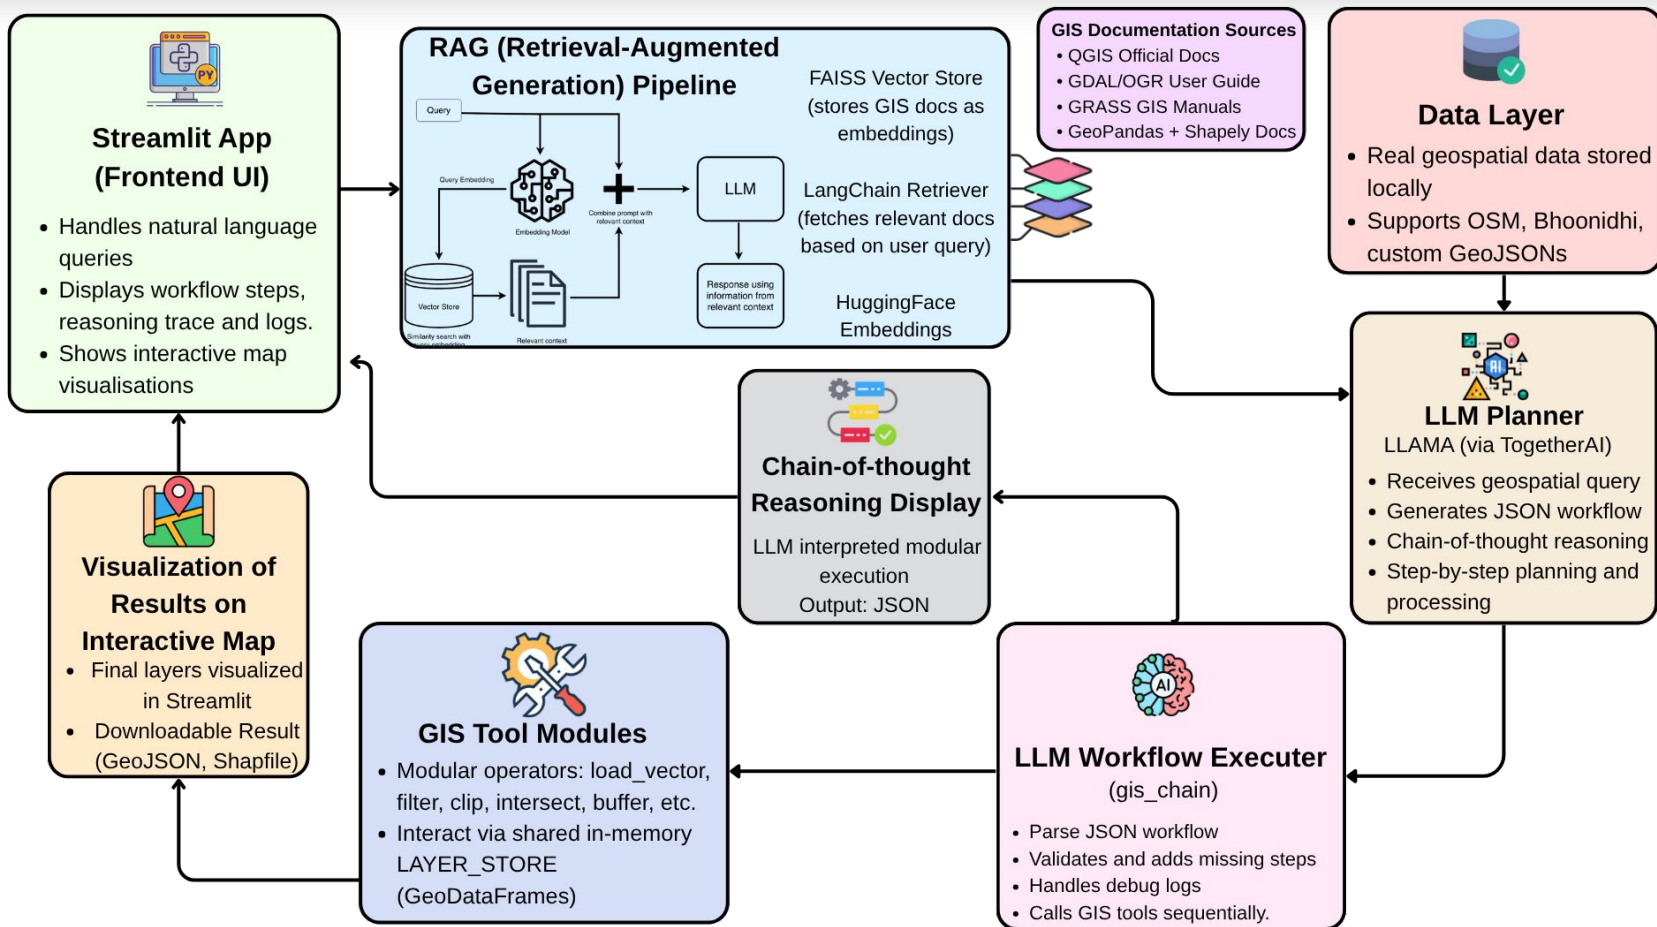 PY
Streamlit App
(Frontend UI)
• Handles natural language
queries
• Displays workflow steps,
reasoning trace and logs.
• Shows interactive map
visualisations
RAG (Retrieval-Augmented
Generation) Pipeline
Query
Query Embedding
Embedding Model
Combine prompt with
relevant context
LLM
Vector Store
Similarity search with
query embedding
Relevant context
Response using
information from
relevant context
FAISS Vector Store
(stores GIS docs as
embeddings)
LangChain Retriever
(fetches relevant docs
based on user query)
HuggingFace
Embeddings
GIS Documentation Sources
• QGIS Official Docs
• GDAL/OGR User Guide
• GRASS GIS Manuals
• GeoPandas + Shapely Docs
Data Layer
• Real geospatial data stored
locally
• Supports OSM, Bhoonidhi,
custom GeoJSONs
AI
LLM Planner
LLAMA (via TogetherAI)
• Receives geospatial query
• Generates JSON workflow
• Chain-of-thought reasoning
• Step-by-step planning and
processing
Chain-of-thought
Reasoning Display
LLM interpreted modular
execution
Output: JSON
Visualization of
Results on
Interactive Map
• Final layers visualized
in Streamlit
• Downloadable Result
(GeoJSON, Shapfile)
GIS Tool Modules
• Modular operators: load_vector,
filter, clip, intersect, buffer, etc.
• Interact via shared in-memory
LAYER_STORE
(GeoDataFrames)
AI
LLM Workflow Executer
(gis_chain)
• Parse JSON workflow
• Validates and adds missing steps
• Handles debug logs
• Calls GIS tools sequentially.